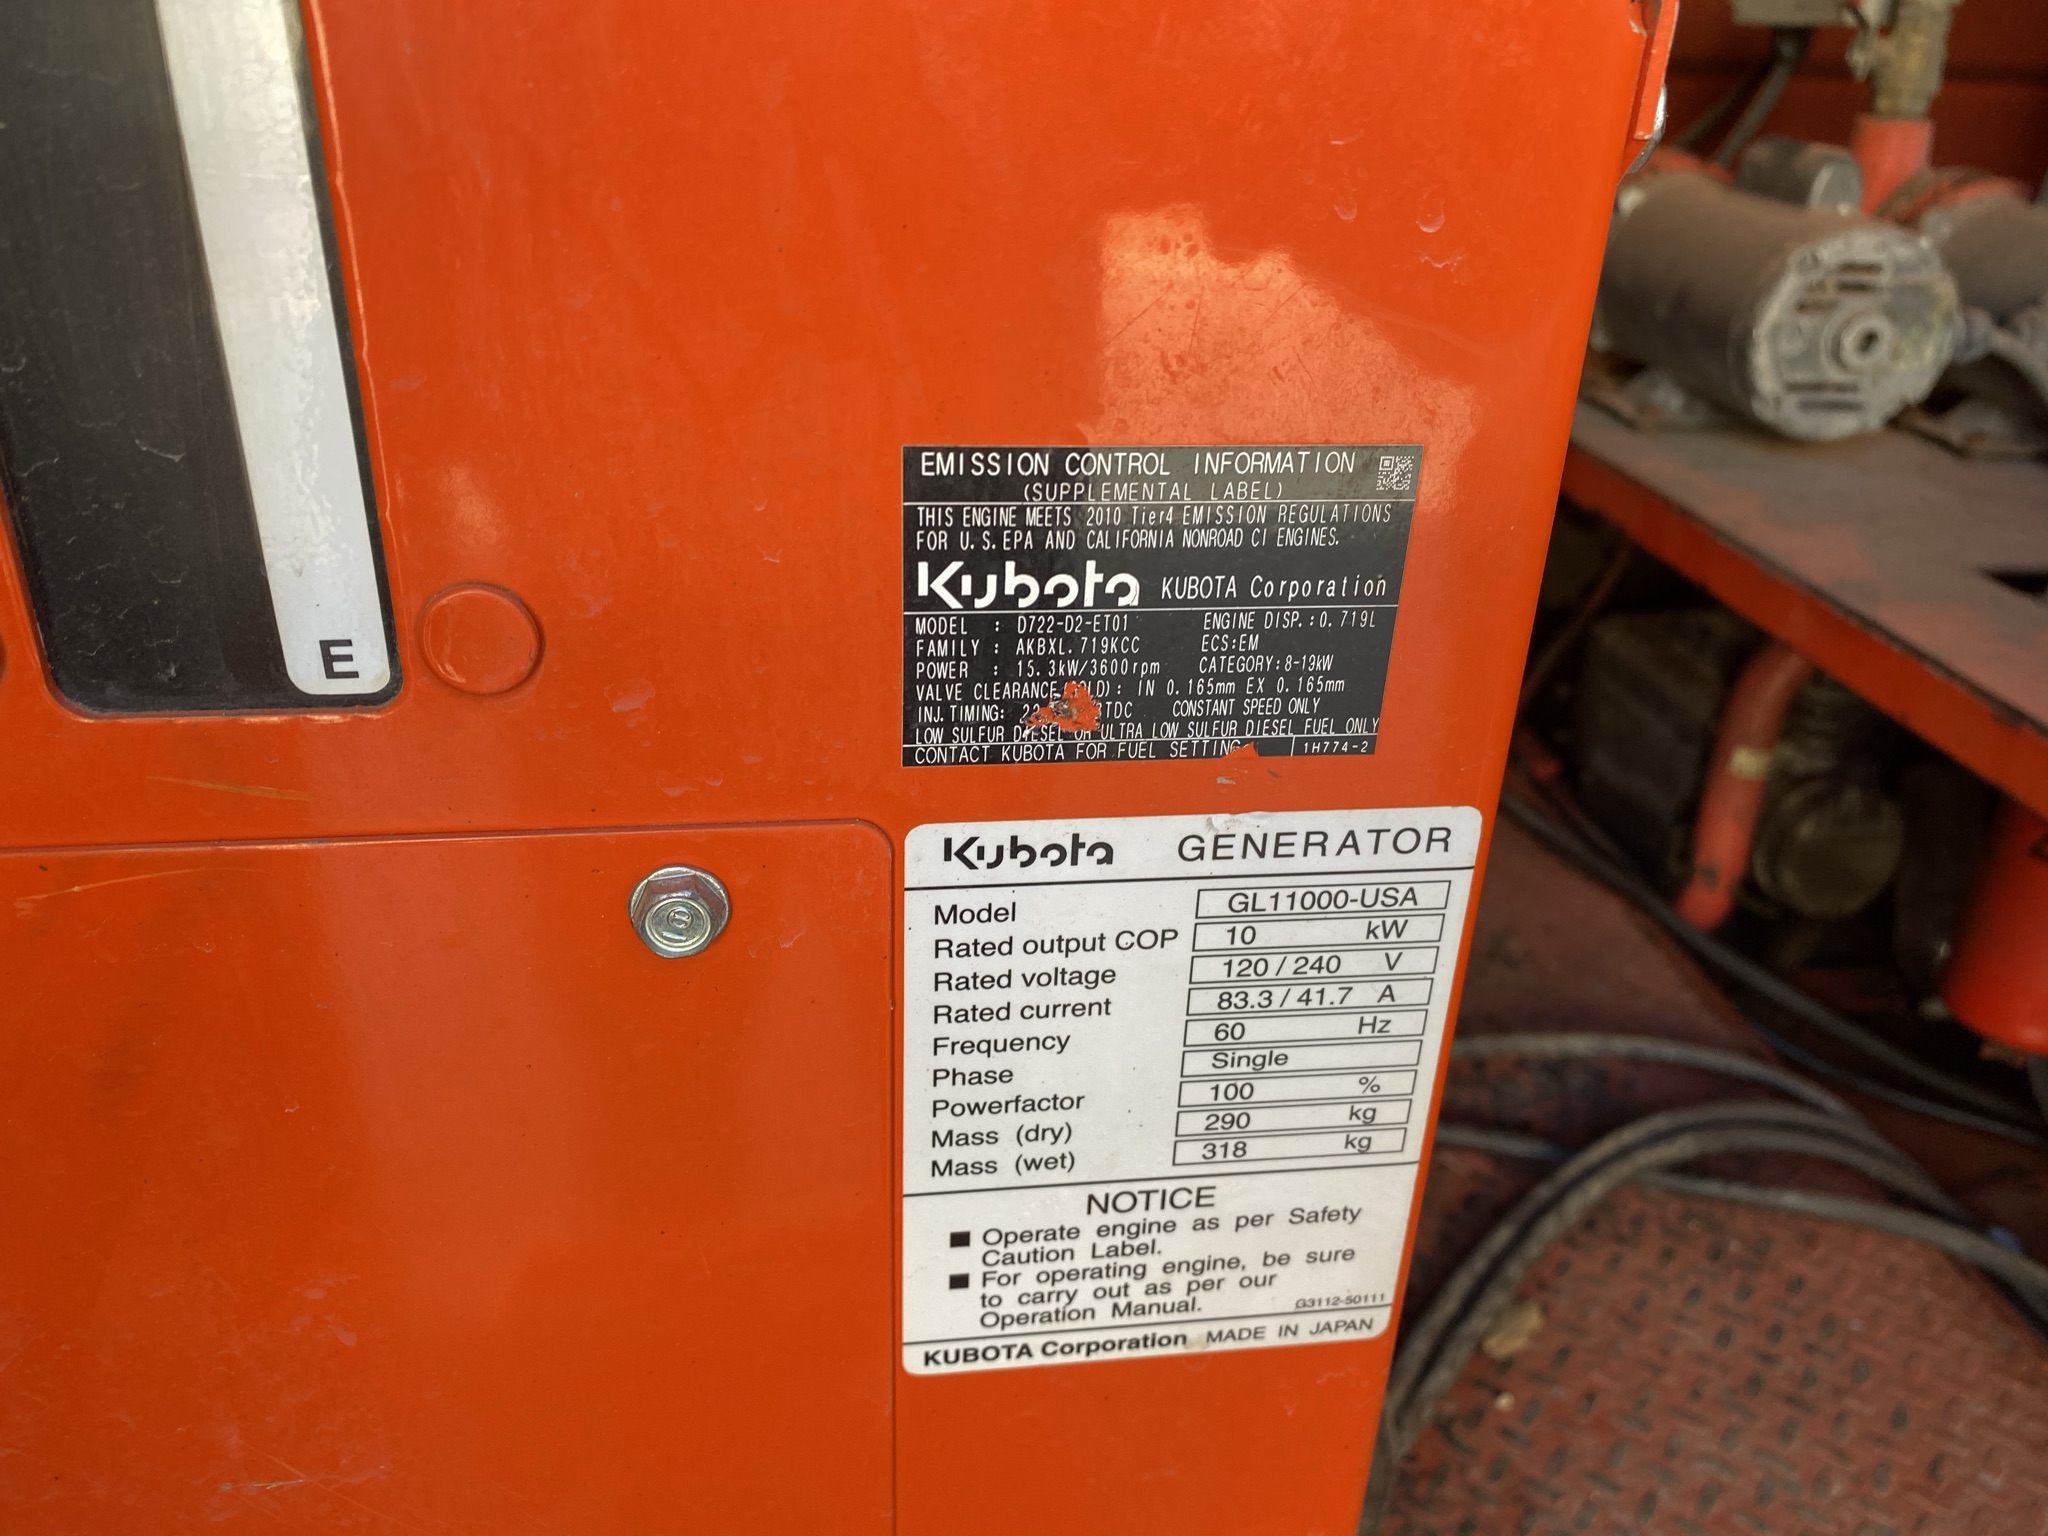 E
EMISSION CONTROL INFORMATION
(SUPPLEMENTAL LABEL)
THIS ENGINE MEETS 2010 Tier4 EMISSION REGULATIONS
FOR U.S. EPA AND CALIFORNIA NONROAD CI ENGINES.
Kubota KUBOTA Corporation
MODEL : D722-D2-ET01 ENGINE DISP.:0.719L
FAMILY : AKBXL.719KCC ECS:EM
POWER : 15.3kW/3600rpm CATEGORY:8-19kW
VALVE CLEARANCE : IN 0.165mm EX 0.165mm
INJ. TIMING: CONSTANT SPEED ONLY
LOW SULFUR DIESEL OR ULTRA LOW SULFUR DIESEL FUEL ONLY
CONTACT KUBOTA FOR FUEL SETTING 1H774-2
Kubota GENERATOR
Model GL11000-USA
Rated output COP 10 kW
Rated voltage 120 / 240 V
Rated current 83.3 / 41.7 A
Frequency 60 Hz
Phase Single
Powerfactor 100 %
Mass (dry) 290 kg
Mass (wet) 318 kg
NOTICE
■ Operate engine as per Safety
Caution Label.
■ For operating engine, be sure
to carry out as per our
Operation Manual. G3112-50111
KUBOTA Corporation MADE IN JAPAN